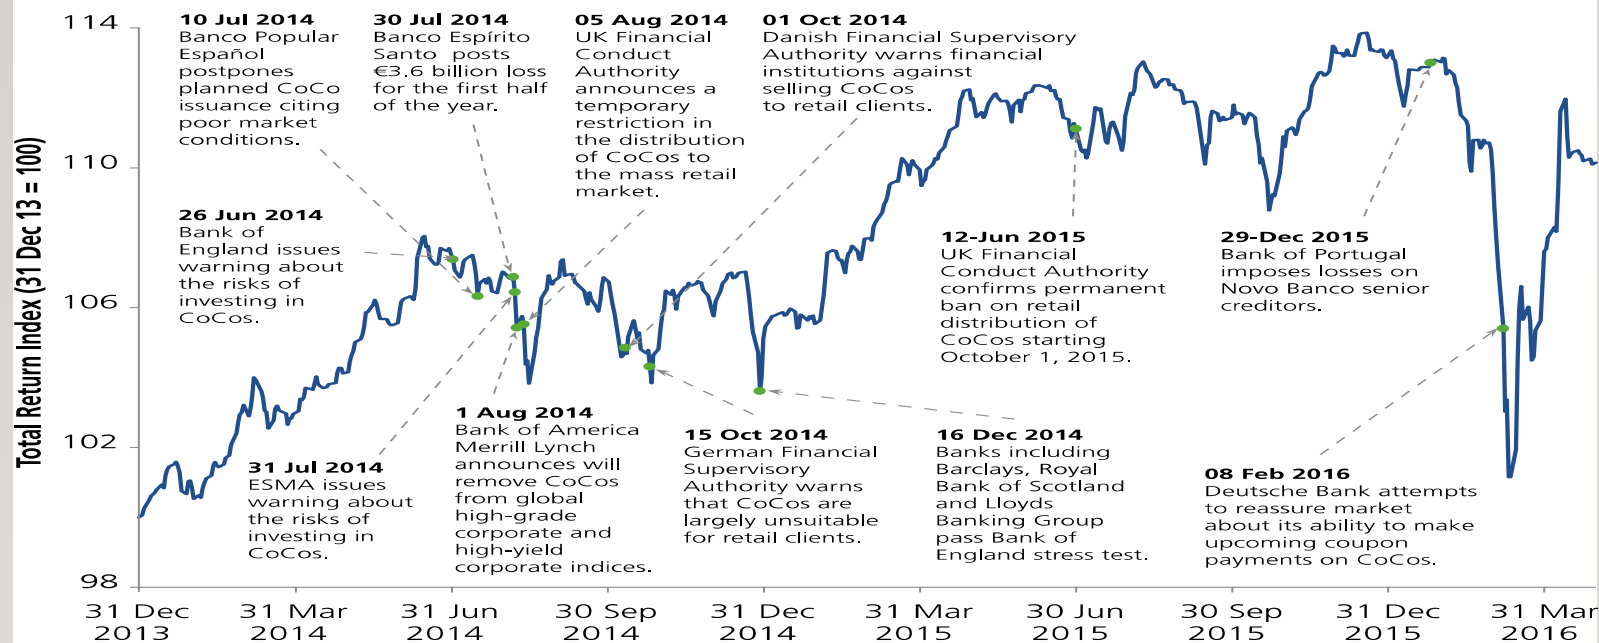 Total Return Index (31 Dec 13 = 100)
114
110
106
102
98
10 Jul 2014
Banco Popular
Español
postpones
planned CoCo
issuance citing
poor market
conditions.
30 Jul 2014
Banco Espírito
Santo posts
€3.6 billion loss
for the first half
of the year.
05 Aug 2014
UK Financial
Conduct
Authority
announces a
temporary
restriction in
the distribution
of CoCos to
the mass retail
market.
01 Oct 2014
Danish Financial Supervisory
Authority warns financial
institutions against
selling CoCos
to retail clients.
26 Jun 2014
Bank of
England issues
warning about
the risks of
investing in
CoCos.
12-Jun 2015
UK Financial
Conduct Authority
confirms permanent
ban on retail
distribution of
CoCos starting
October 1, 2015.
29-Dec 2015
Bank of Portugal
imposes losses on
Novo Banco senior
creditors.
31 Jul 2014
ESMA issues
warning about
the risks of
investing in
CoCos.
1 Aug 2014
Bank of America
Merrill Lynch
announces will
remove CoCos
from global
high-grade
corporate and
high-yield
corporate indices.
15 Oct 2014
German Financial
Supervisory
Authority warns
that CoCos are
largely unsuitable
for retail clients.
16 Dec 2014
Banks including
Barclays, Royal
Bank of Scotland
and Lloyds
Banking Group
pass Bank of
England stress test.
08 Feb 2016
Deutsche Bank attempts
to reassure market
about its ability to make
upcoming coupon
payments on CoCos.
31 Dec
2013
31 Mar
2014
31 Jun
2014
30 Sep
2014
31 Dec
2014
31 Mar
2015
30 Jun
2015
30 Sep
2015
31 Dec
2015
31 Mar
2016